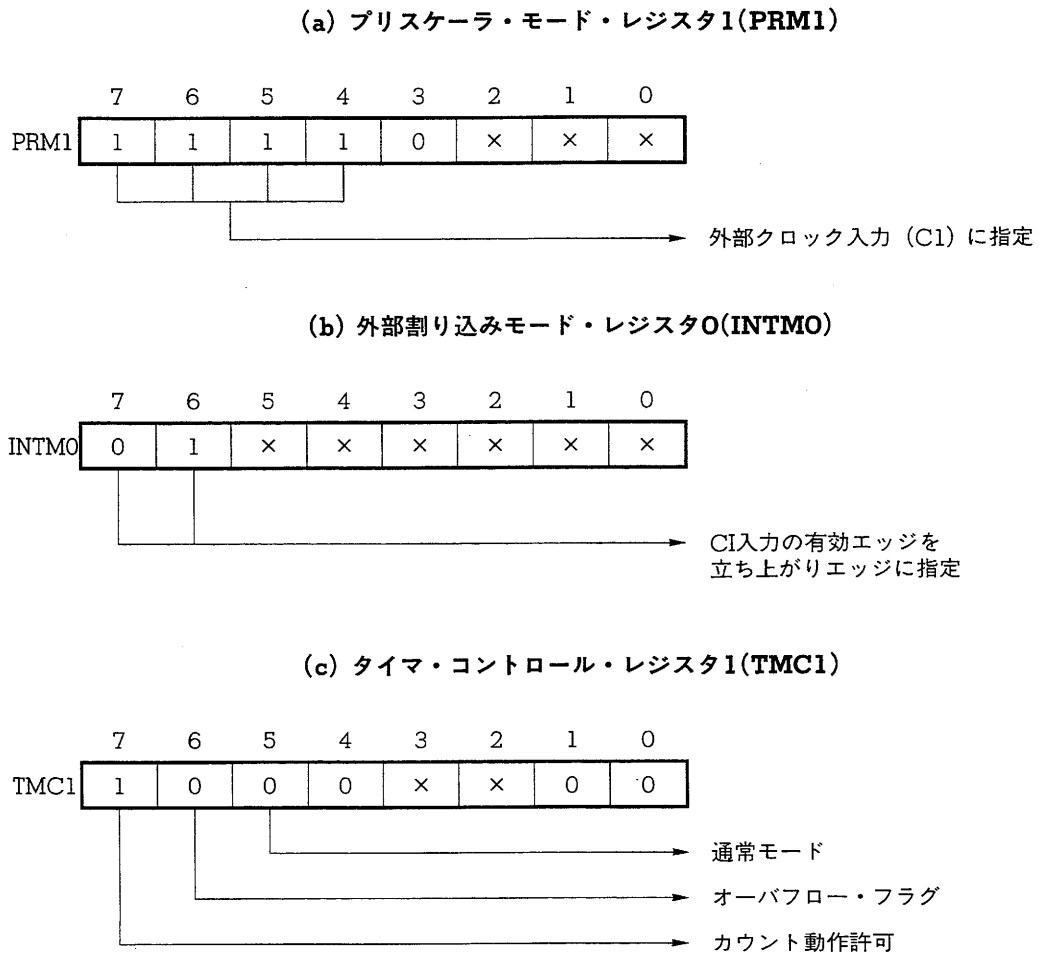 (a) プリスケーラ・モード・レジスタ1(PRM1)
7 6 5 4 3 2 1 0
PRM1 1 1 1 1 0 × × ×
外部クロック入力（C1）に指定
(b) 外部割り込みモード・レジスタ0(INTM0)
7 6 5 4 3 2 1 0
INTM0 0 1 × × × × × ×
CI入力の有効エッジを
立ち上がりエッジに指定
(c) タイマ・コントロール・レジスタ1(TMC1)
7 6 5 4 3 2 1 0
TMC1 1 0 0 0 × × 0 0
通常モード
オーバフロー・フラグ
カウント動作許可